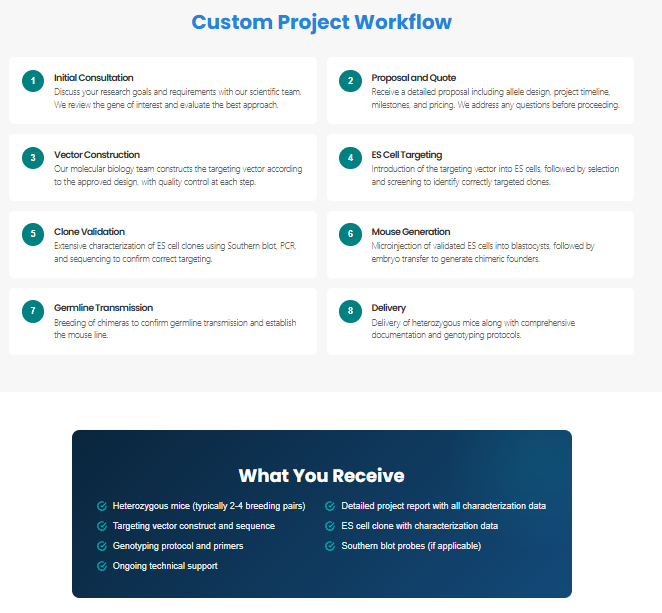 Custom Project Workflow
1
Initial Consultation
Discuss your research goals and requirements with our scientific team.
We review the gene of interest and evaluate the best approach.
2
Proposal and Quote
Receive a detailed proposal including allele design, project timeline,
milestones, and pricing. We address any questions before proceeding.
3
Vector Construction
Our molecular biology team constructs the targeting vector according
to the approved design, with quality control at each step.
4
ES Cell Targeting
Introduction of the targeting vector into ES cells, followed by selection
and screening to identify correctly targeted clones.
5
Clone Validation
Extensive characterization of ES cell clones using Southern blot, PCR,
and sequencing to confirm correct targeting.
6
Mouse Generation
Microinjection of validated ES cells into blastocysts, followed by
embryo transfer to generate chimeric founders.
7
Germline Transmission
Breeding of chimeras to confirm germline transmission and establish
the mouse line.
8
Delivery
Delivery of heterozygous mice along with comprehensive
documentation and genotyping protocols.
What You Receive
Heterozygous mice (typically 2-4 breeding pairs)
Detailed project report with all characterization data
Targeting vector construct and sequence
ES cell clone with characterization data
Genotyping protocol and primers
Southern blot probes (if applicable)
Ongoing technical support